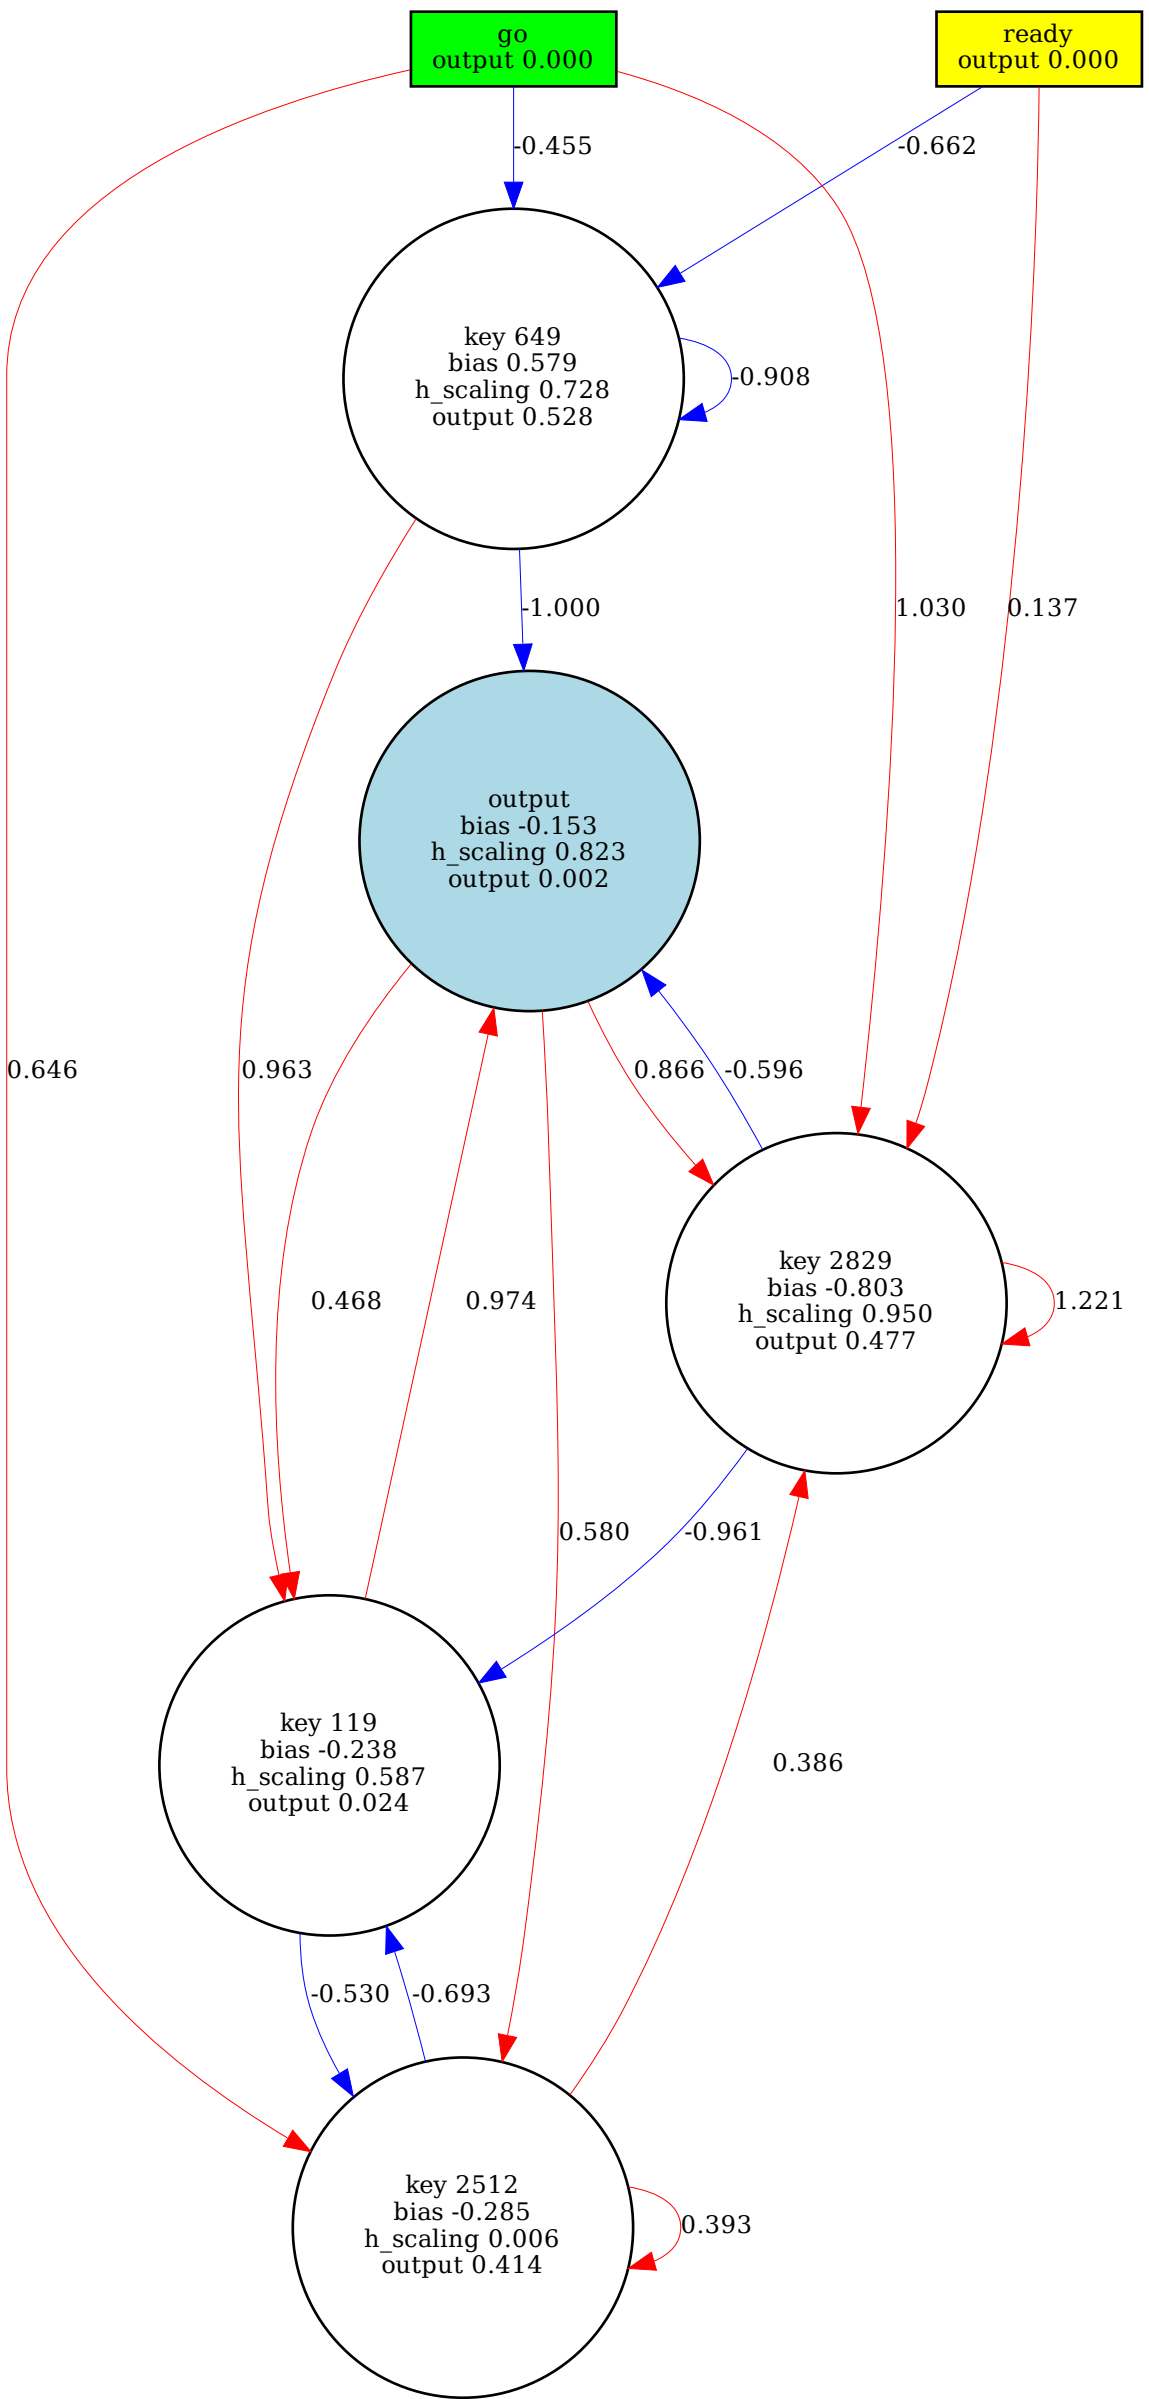 go
output 0.000
ready
output 0.000
-0.455
-0.662
key 649
bias 0.579
h_scaling 0.728
output 0.528
-0.908
-1.000
1.030
0.137
output
bias -0.153
h_scaling 0.823
output 0.002
0.646
0.963
0.866
-0.596
0.468
0.974
key 2829
bias -0.803
h_scaling 0.950
output 0.477
1.221
0.580
-0.961
key 119
bias -0.238
h_scaling 0.587
output 0.024
0.386
-0.530
-0.693
key 2512
bias -0.285
h_scaling 0.006
output 0.414
0.393